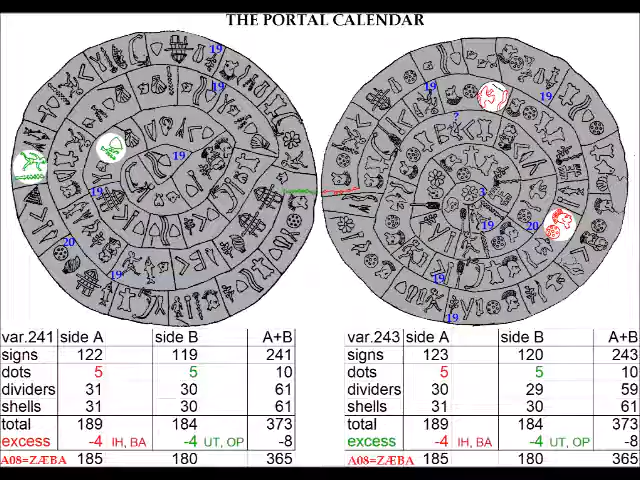 THE PORTAL CALENDAR
19
19
19
19
20
19
19
19
?
3
19
20
19
19
var.241 side A side B A+B
signs 122 119 241
dots 5 5 10
dividers 31 30 61
shells 31 30 61
total 189 184 373
excess -4 IH, BA -4 UT, OP -8
A08=ZÆBA 185 180 365
var.243 side A side B A+B
signs 123 120 243
dots 5 5 10
dividers 30 29 59
shells 31 30 61
total 189 184 373
excess -4 IH, BA -4 UT, OP -8
A08=ZÆBA 185 180 365